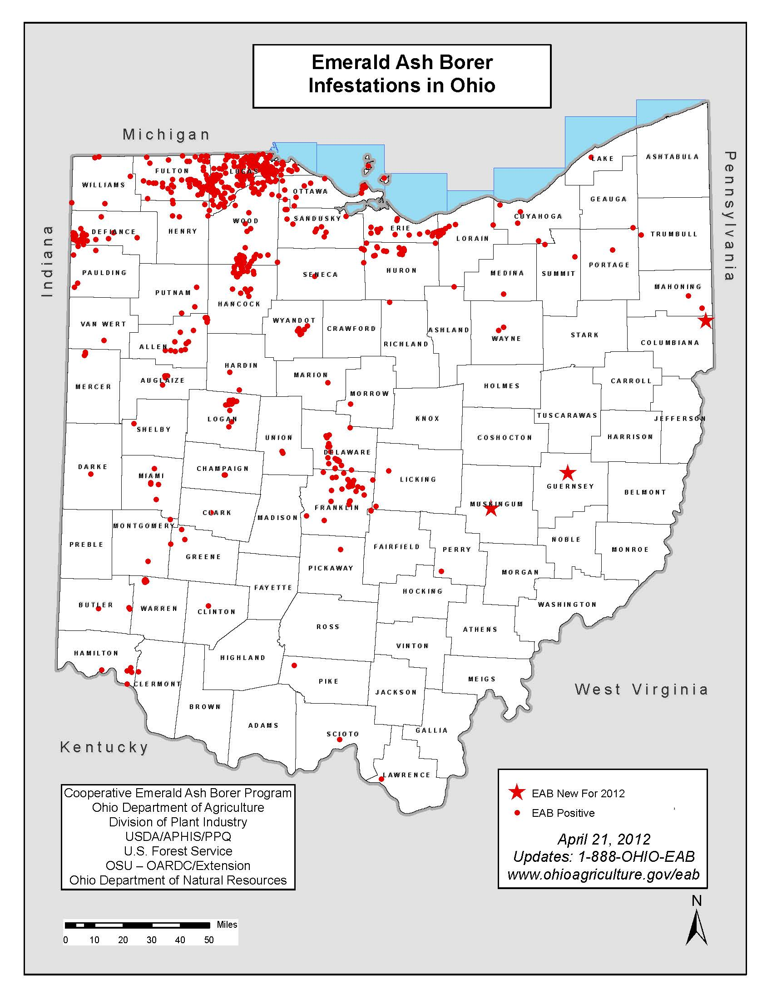 Emerald Ash Borer
Infestations in Ohio
Michigan
Pennsylvania
Indiana
LAKE
ASHTABULA
FULTON
LUCAS
WILLIAMS
OTTAWA
GEAUGA
CUYAHOGA
SANDUSKY
WOOD
ERIE
DEFIANCE
HENRY
LORAIN
TRUMBULL
PORTAGE
HURON
PAULDING
SENECA
MEDINA
SUMMIT
MAHONING
PUTNAM
HANCOCK
WYANDOT
VAN WERT
CRAWFORD
ASHLAND
STARK
WAYNE
RICHLAND
COLUMBIANA
ALLEN
HARDIN
MARION
AUGLAIZE
CARROLL
MERCER
HOLMES
MORROW
TUSCARAWAS
LOGAN
KNOX
JEFFERSON
SHELBY
UNION
COSHOCTON
HARRISON
DELAWARE
DARKE
CHAMPAIGN
MIAMI
LICKING
GUERNSEY
BELMONT
MUSKINGUM
FRANKLIN
CLARK
MADISON
MONTGOMERY
NOBLE
PREBLE
FAIRFIELD
PERRY
MONROE
GREENE
PICKAWAY
MORGAN
FAYETTE
HOCKING
WASHINGTON
BUTLER
WARREN
CLINTON
ROSS
ATHENS
VINTON
HAMILTON
HIGHLAND
MEIGS
PIKE
CLERMONT
JACKSON
West Virginia
BROWN
ADAMS
GALLIA
SCIOTO
Kentucky
LAWRENCE
Cooperative Emerald Ash Borer Program
Ohio Department of Agriculture
Division of Plant Industry
USDA/APHIS/PPQ
U.S. Forest Service
OSU – OARDC/Extension
Ohio Department of Natural Resources
EAB New For 2012
EAB Positive
April 21, 2012
Updates: 1-888-OHIO-EAB
www.ohioagriculture.gov/eab
N
Miles
0 10 20 30 40 50